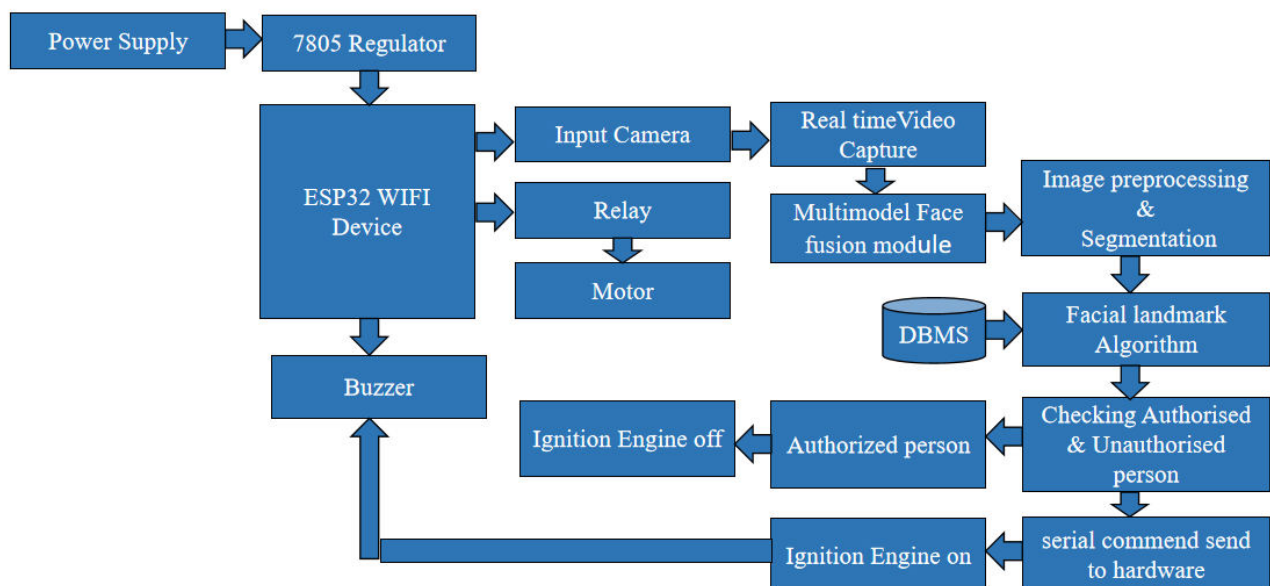 Power Supply
7805 Regulator
ESP32 WIFI
Device
Input Camera
Real timeVideo
Capture
Relay
Multimodel Face
fusion module
Image preprocessing
&
Segmentation
Motor
DBMS
Facial landmark
Algorithm
Buzzer
Ignition Engine off
Authorized person
Checking Authorised
& Unauthorised
person
Ignition Engine on
serial commend send
to hardware